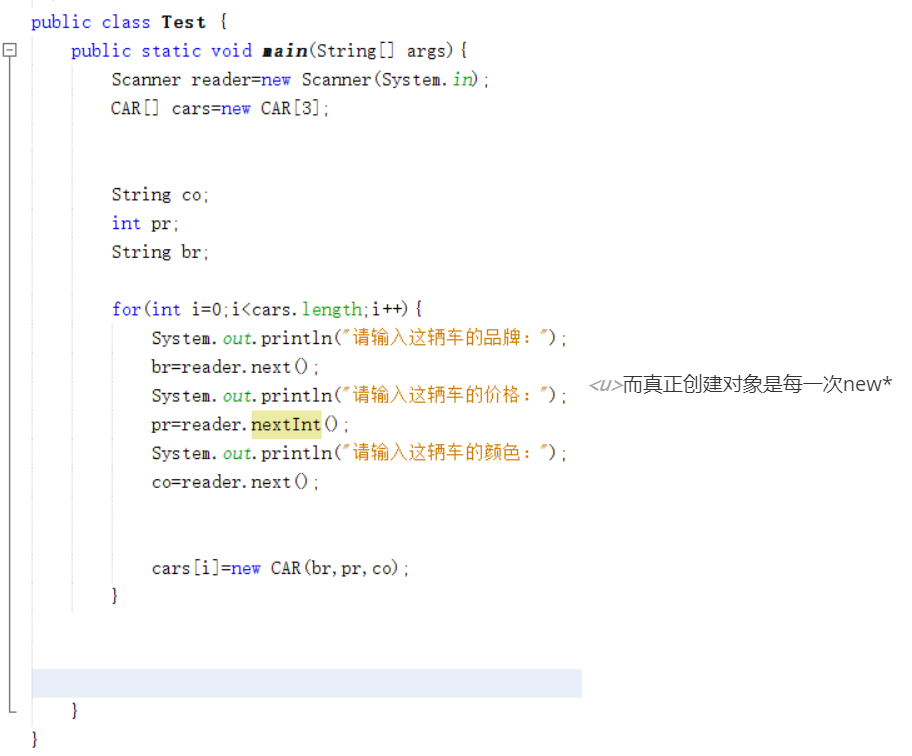 public class Test {
public static void main(String[] args){
Scanner reader=new Scanner(System.in);
CAR[] cars=new CAR[3];
String co;
int pr;
String br;
for(int i=0;i<cars.length;i++){
System.out.println("请输入这辆车的品牌：");
br=reader.next();
<u>而真正创建对象是每一次new*
System.out.println("请输入这辆车的价格：");
pr=reader.nextInt();
System.out.println("请输入这辆车的颜色：");
co=reader.next();
cars[i]=new CAR(br,pr,co);
}
}
}